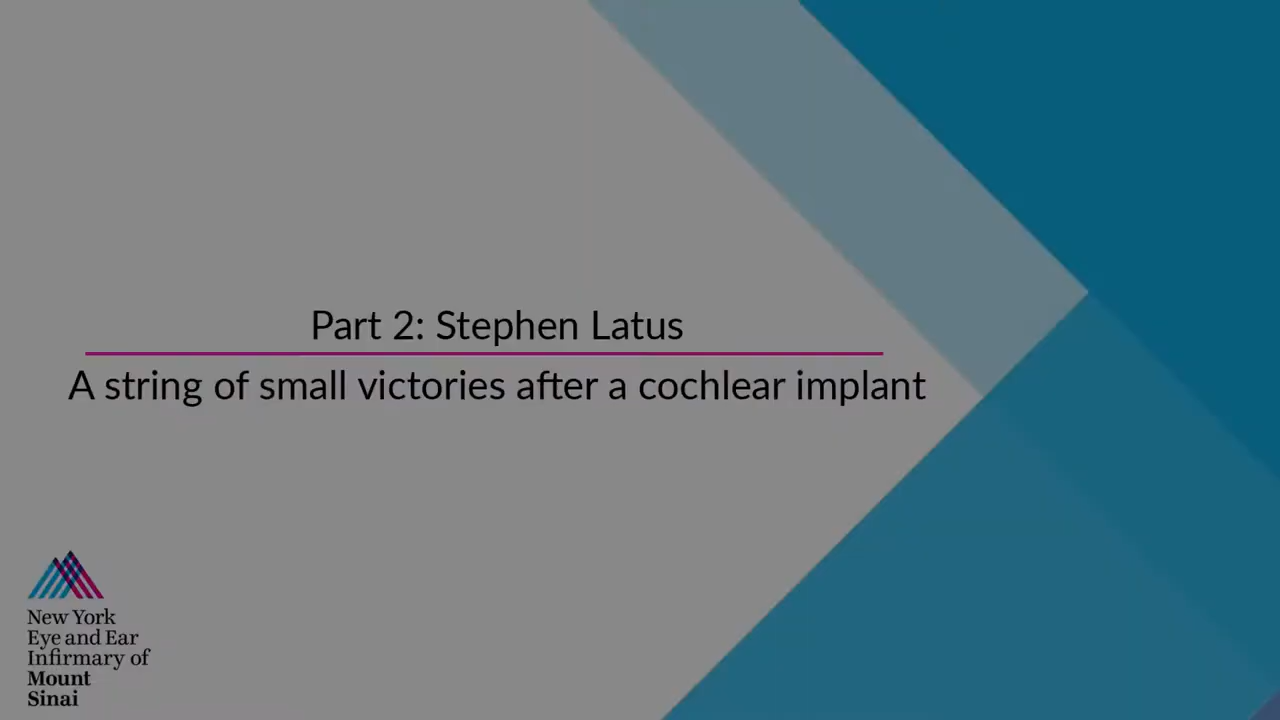 Part 2: Stephen Latus
A string of small victories after a cochlear implant
New York
Eye and Ear
Infirmary of
Mount
Sinai